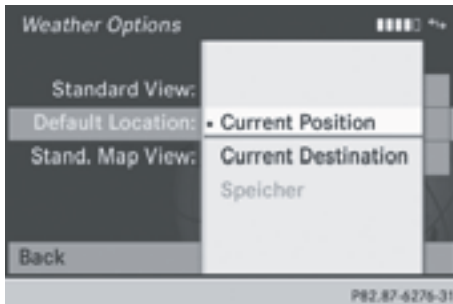 Weather Options
Standard View:
Default Location: • Current Position
Stand. Map View: Current Destination
Speicher
Back
P82.87-6276-31